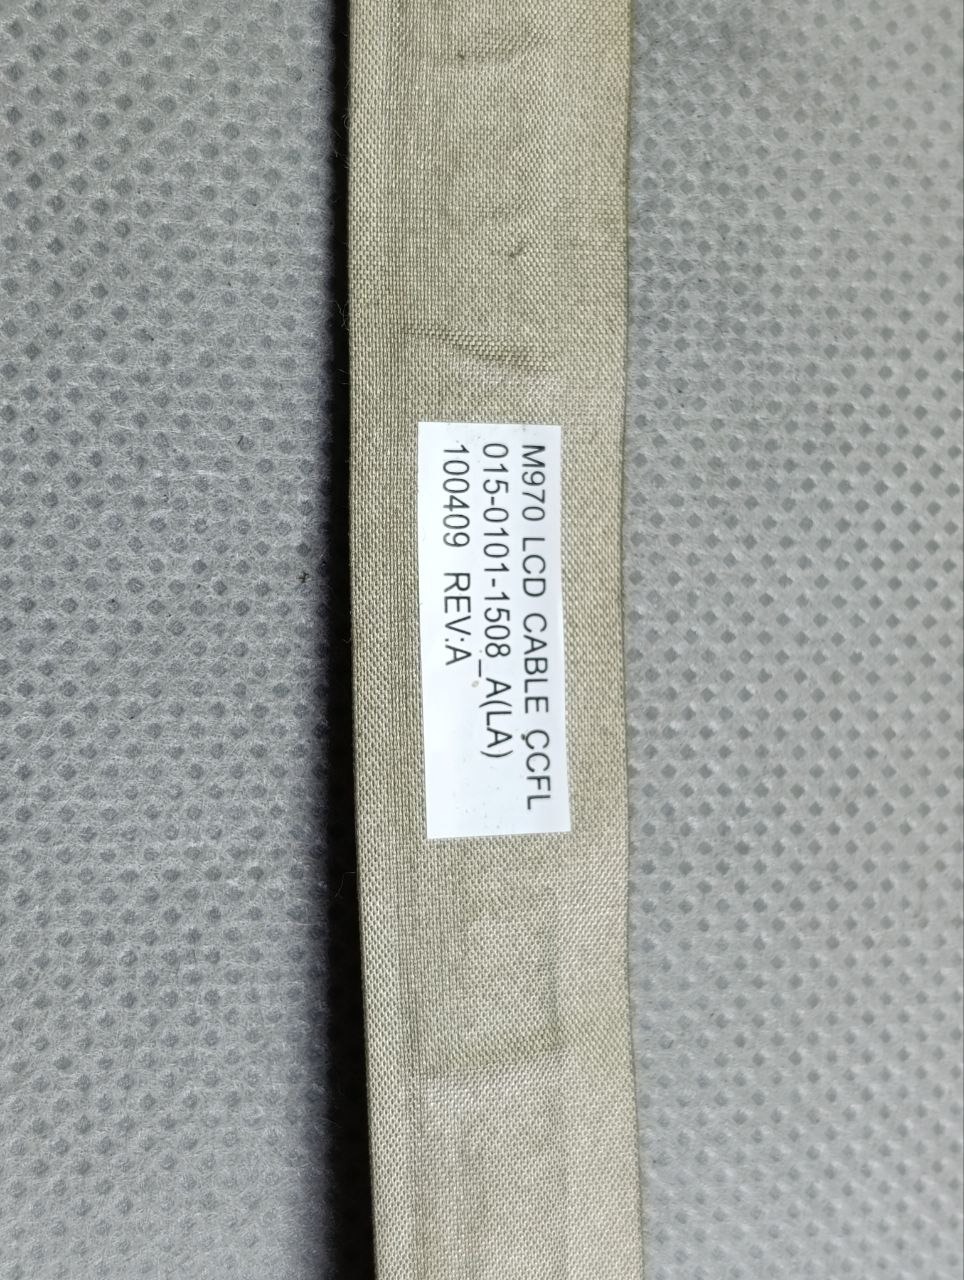 M970 LCD CABLE CCFL
015-0101-1508_A(LA)
100409 REV:A